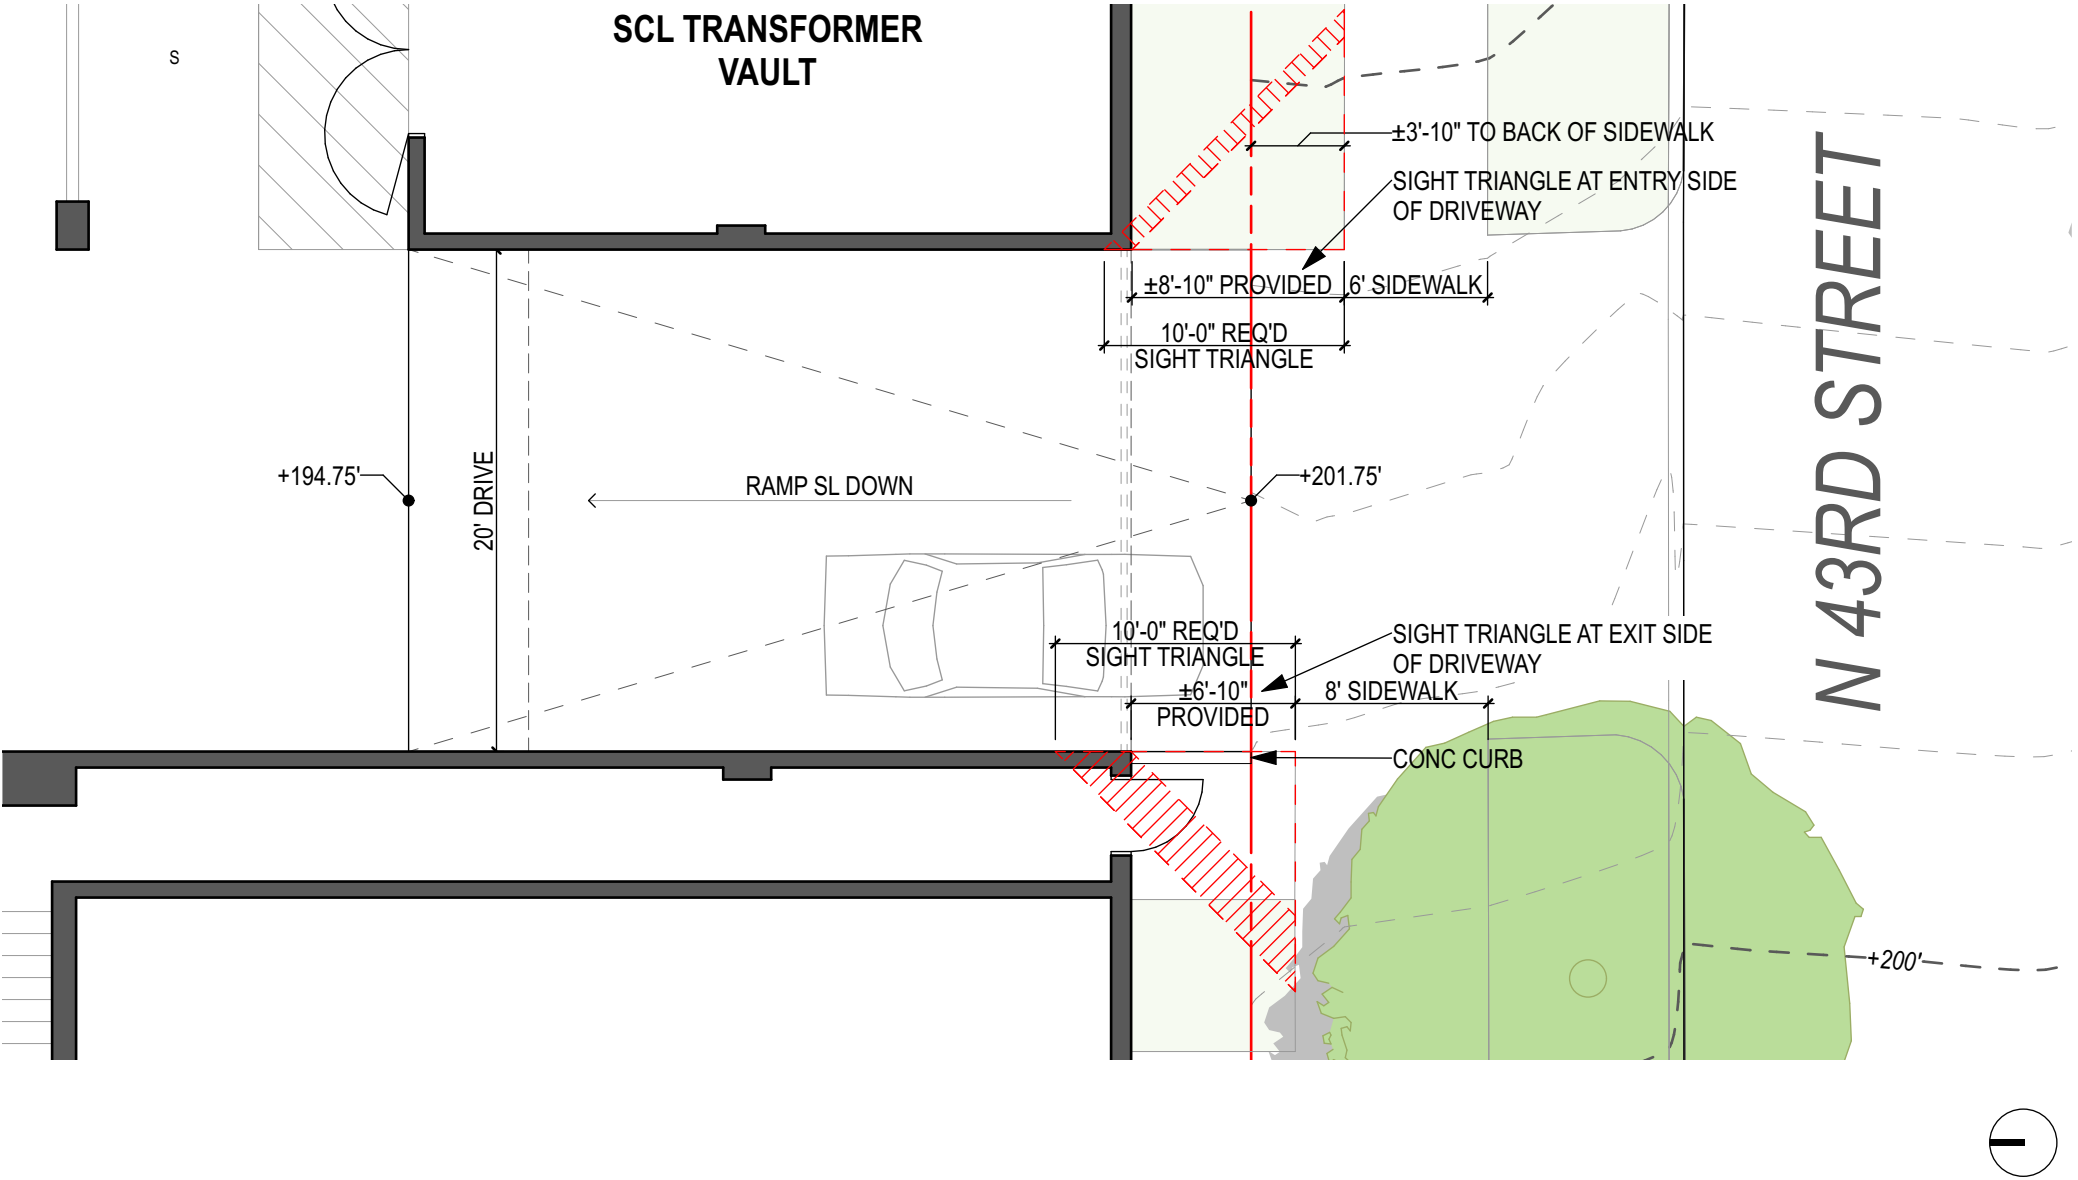 SCL TRANSFORMER
VAULT
S
±3'-10" TO BACK OF SIDEWALK
SIGHT TRIANGLE AT ENTRY SIDE
OF DRIVEWAY
±8'-10" PROVIDED
6' SIDEWALK
10'-0" REQ'D
SIGHT TRIANGLE
N 43RD STREET
+194.75'
20' DRIVE
RAMP SL DOWN
+201.75'
10'-0" REQ'D
SIGHT TRIANGLE
SIGHT TRIANGLE AT EXIT SIDE
OF DRIVEWAY
±6'-10"
PROVIDED
8' SIDEWALK
CONC CURB
+200'